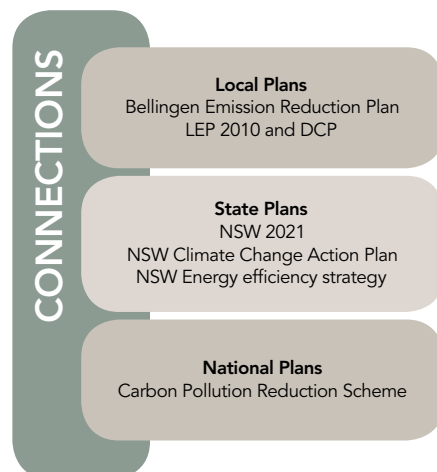 CONNECTIONS
Local Plans
Bellingen Emission Reduction Plan
LEP 2010 and DCP
State Plans
NSW 2021
NSW Climate Change Action Plan
NSW Energy efficiency strategy
National Plans
Carbon Pollution Reduction Scheme